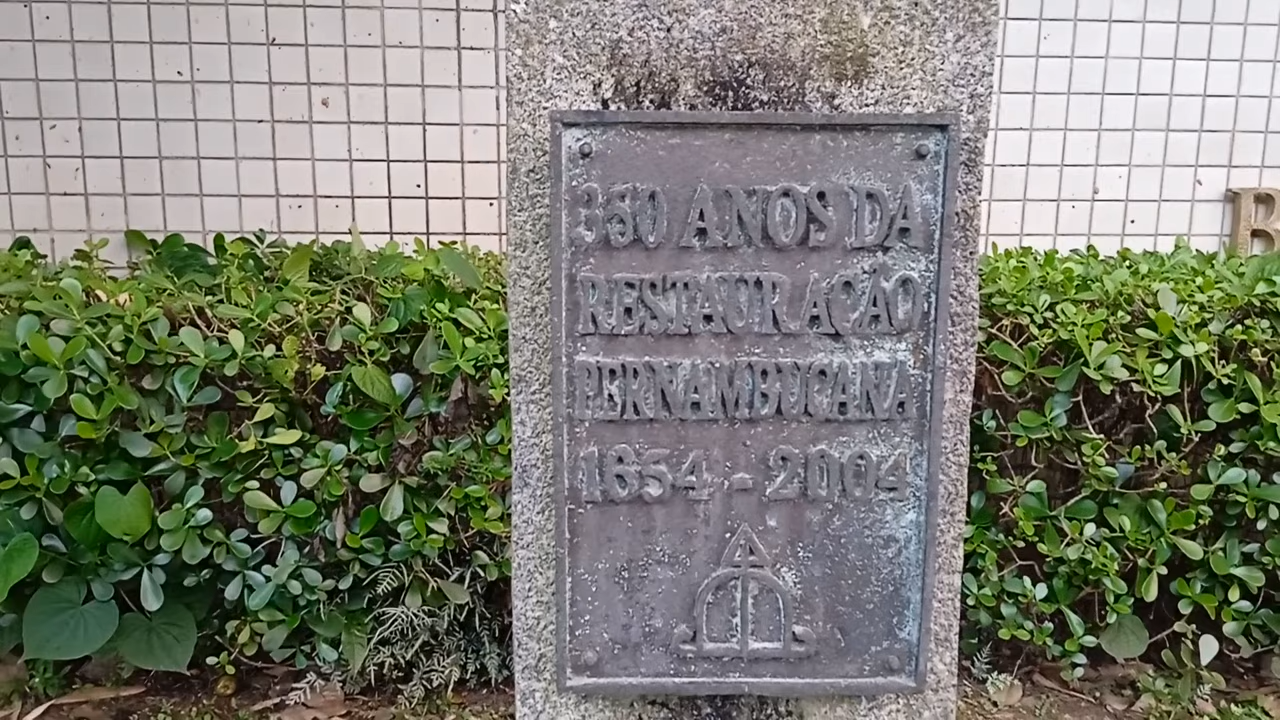 350 ANOS DA
RESTAURAÇÃO
PERNAMBUCANA
1654 - 2004
B